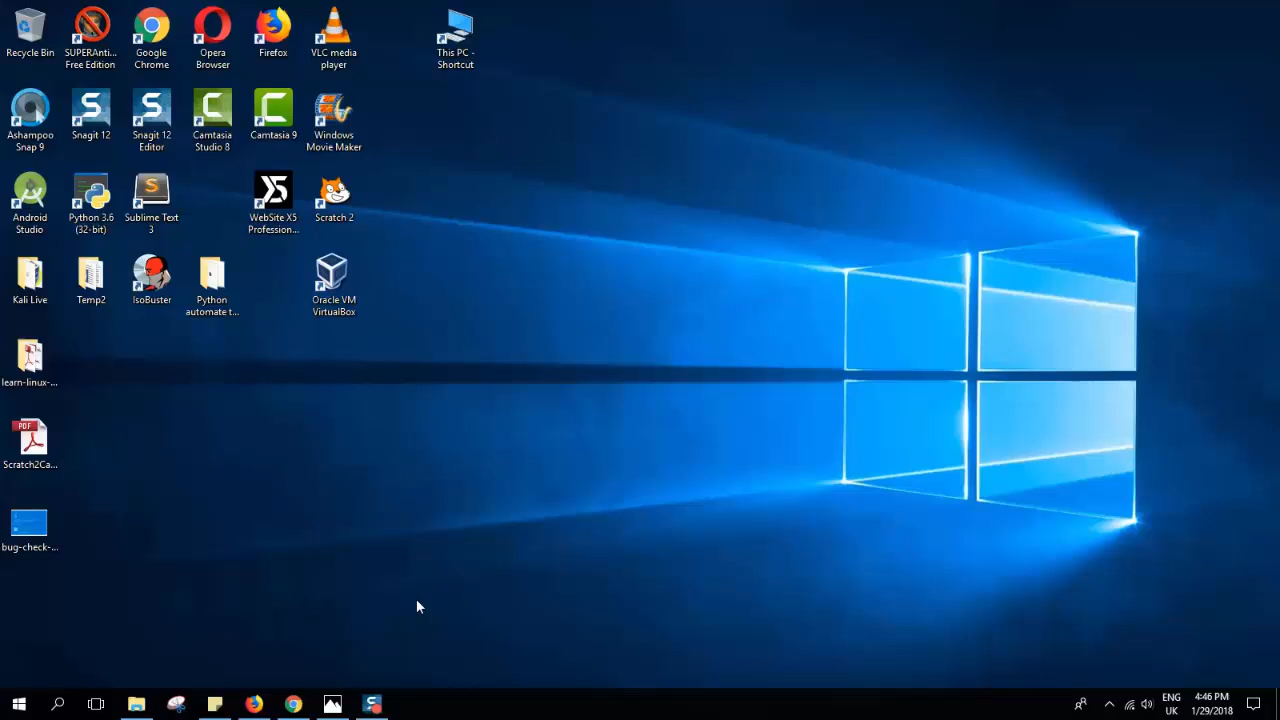 Recycle Bin
SUPERAnti...
Free Edition
Google
Chrome
Opera
Browser
Firefox
VLC media
player
This PC -
Shortcut
Ashampoo
Snap 9
Snagit 12
Snagit 12
Editor
Camtasia
Studio 8
Camtasia 9
Windows
Movie Maker
Android
Studio
Python 3.6
(32-bit)
Sublime Text
3
WebSite X5
Profession...
Scratch 2
Kali Live
Temp2
IsoBuster
Python
automate t...
Oracle VM
VirtualBox
learn-linux-...
PDF
Scratch2Ca...
bug-check-...
ENG
UK
4:46 PM
1/29/2018